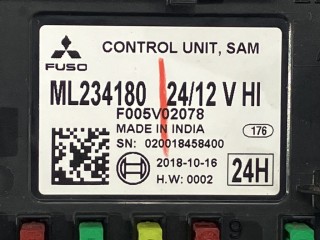 CONTROL UNIT, SAM
FUSO
ML234180 24/12 V HI
F005V02078
MADE IN INDIA
176
SN: 020018458400
2018-10-16
24H
H.W: 0002
9